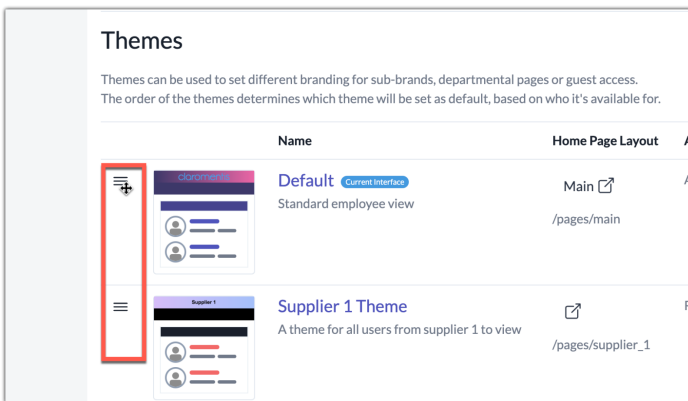 Themes
Themes can be used to set different branding for sub-brands, departmental pages or guest access.
The order of the themes determines which theme will be set as default, based on who it's available for.
Name
Home Page Layout
claromentis
Default
Current Interface
Standard employee view
Main
/pages/main
Supplier 1
Supplier 1 Theme
A theme for all users from supplier 1 to view
/pages/supplier_1